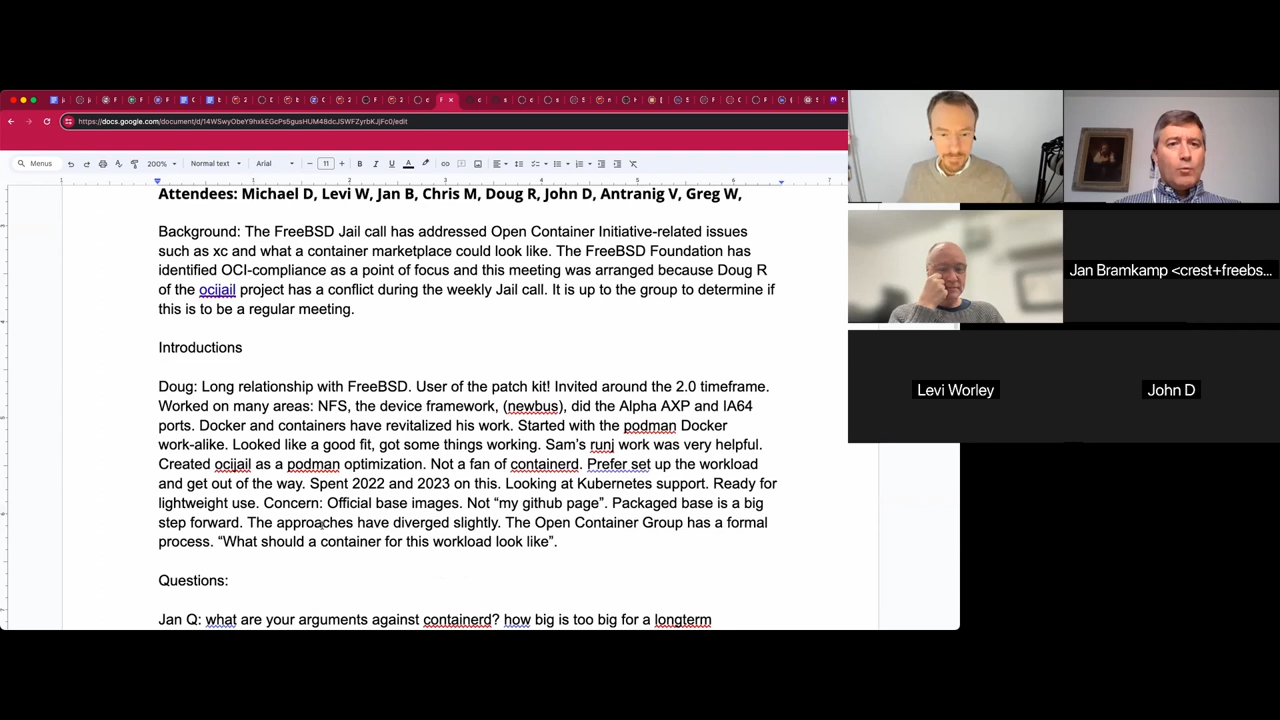 https://docs.google.com/document/d/14WSwyObeY9hxkEGcPs5gusHUM48dcJSWFZyrbKJjFc0/edit
Menus
200%
Normal text
Arial
11
1
1
2
3
4
5
6
7
Attendees: Michael D, Levi W, Jan B, Chris M, Doug R, John D, Antranig V, Greg W,
Background: The FreeBSD Jail call has addressed Open Container Initiative-related issues
such as xc and what a container marketplace could look like. The FreeBSD Foundation has
identified OCI-compliance as a point of focus and this meeting was arranged because Doug R
of the ocijail project has a conflict during the weekly Jail call. It is up to the group to determine if
this is to be a regular meeting.
Introductions
Doug: Long relationship with FreeBSD. User of the patch kit! Invited around the 2.0 timeframe.
Worked on many areas: NFS, the device framework, (newbus), did the Alpha AXP and IA64
ports. Docker and containers have revitalized his work. Started with the podman Docker
work-alike. Looked like a good fit, got some things working. Sam’s runj work was very helpful.
Created ocijail as a podman optimization. Not a fan of containerd. Prefer set up the workload
and get out of the way. Spent 2022 and 2023 on this. Looking at Kubernetes support. Ready for
lightweight use. Concern: Official base images. Not “my github page”. Packaged base is a big
step forward. The approaches have diverged slightly. The Open Container Group has a formal
process. “What should a container for this workload look like”.
Questions:
Jan Q: what are your arguments against containerd? how big is too big for a longterm
Jan Bramkamp <crest+freebs...
Levi Worley
John D